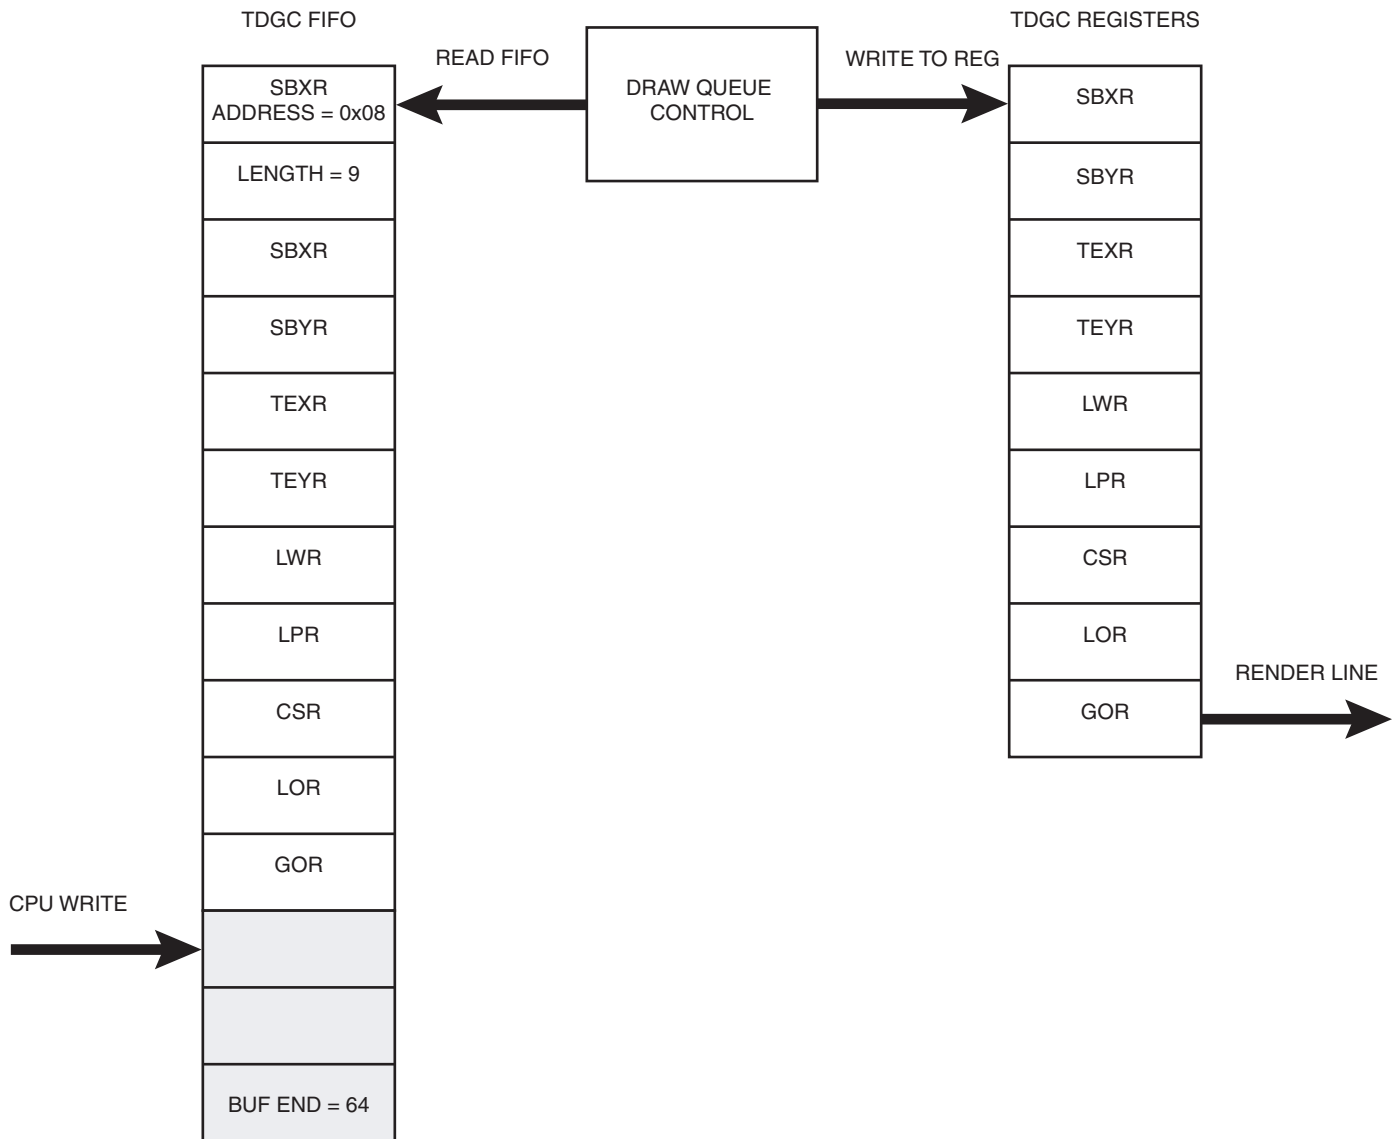 TDGC FIFO
SBXR
ADDRESS = 0x08
LENGTH = 9
SBXR
SBYR
TEXR
TEYR
LWR
LPR
CSR
LOR
GOR
BUF END = 64
CPU WRITE
READ FIFO
DRAW QUEUE
CONTROL
WRITE TO REG
TDGC REGISTERS
SBXR
SBYR
TEXR
TEYR
LWR
LPR
CSR
LOR
GOR
RENDER LINE